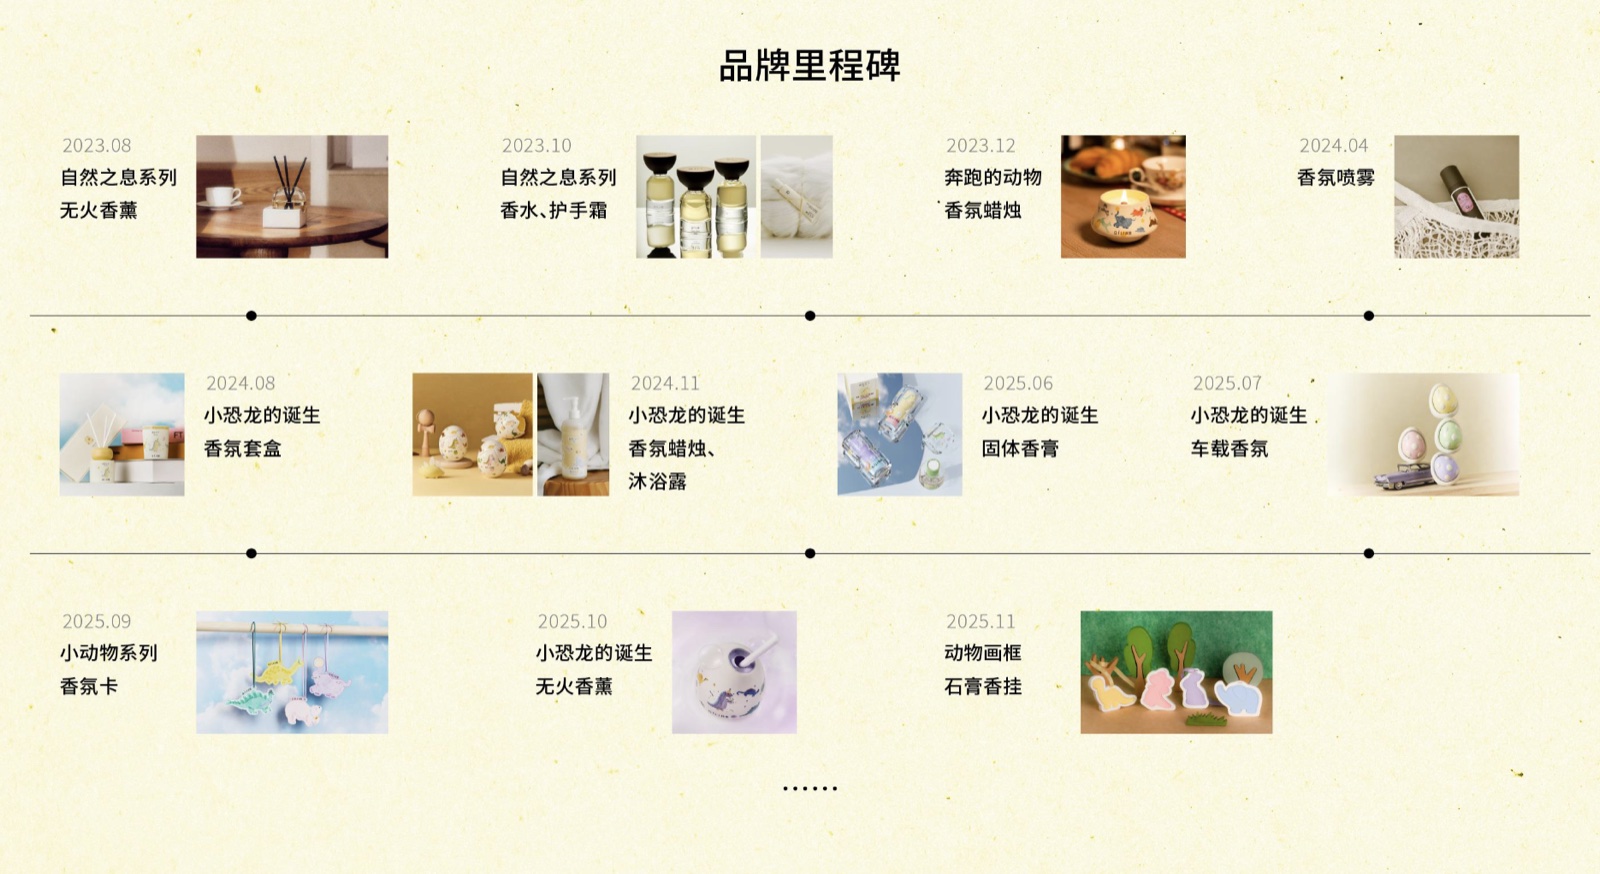 品牌里程碑
2023.08
自然之息系列
无火香薰
2023.10
自然之息系列
香水、护手霜
2023.12
奔跑的动物
香氛蜡烛
2024.04
香氛喷雾
2024.08
小恐龙的诞生
香氛套盒
2024.11
小恐龙的诞生
香氛蜡烛、
沐浴露
2025.06
小恐龙的诞生
固体香膏
2025.07
小恐龙的诞生
车载香氛
2025.09
小动物系列
香氛卡
2025.10
小恐龙的诞生
无火香薰
2025.11
动物画框
石膏香挂
......